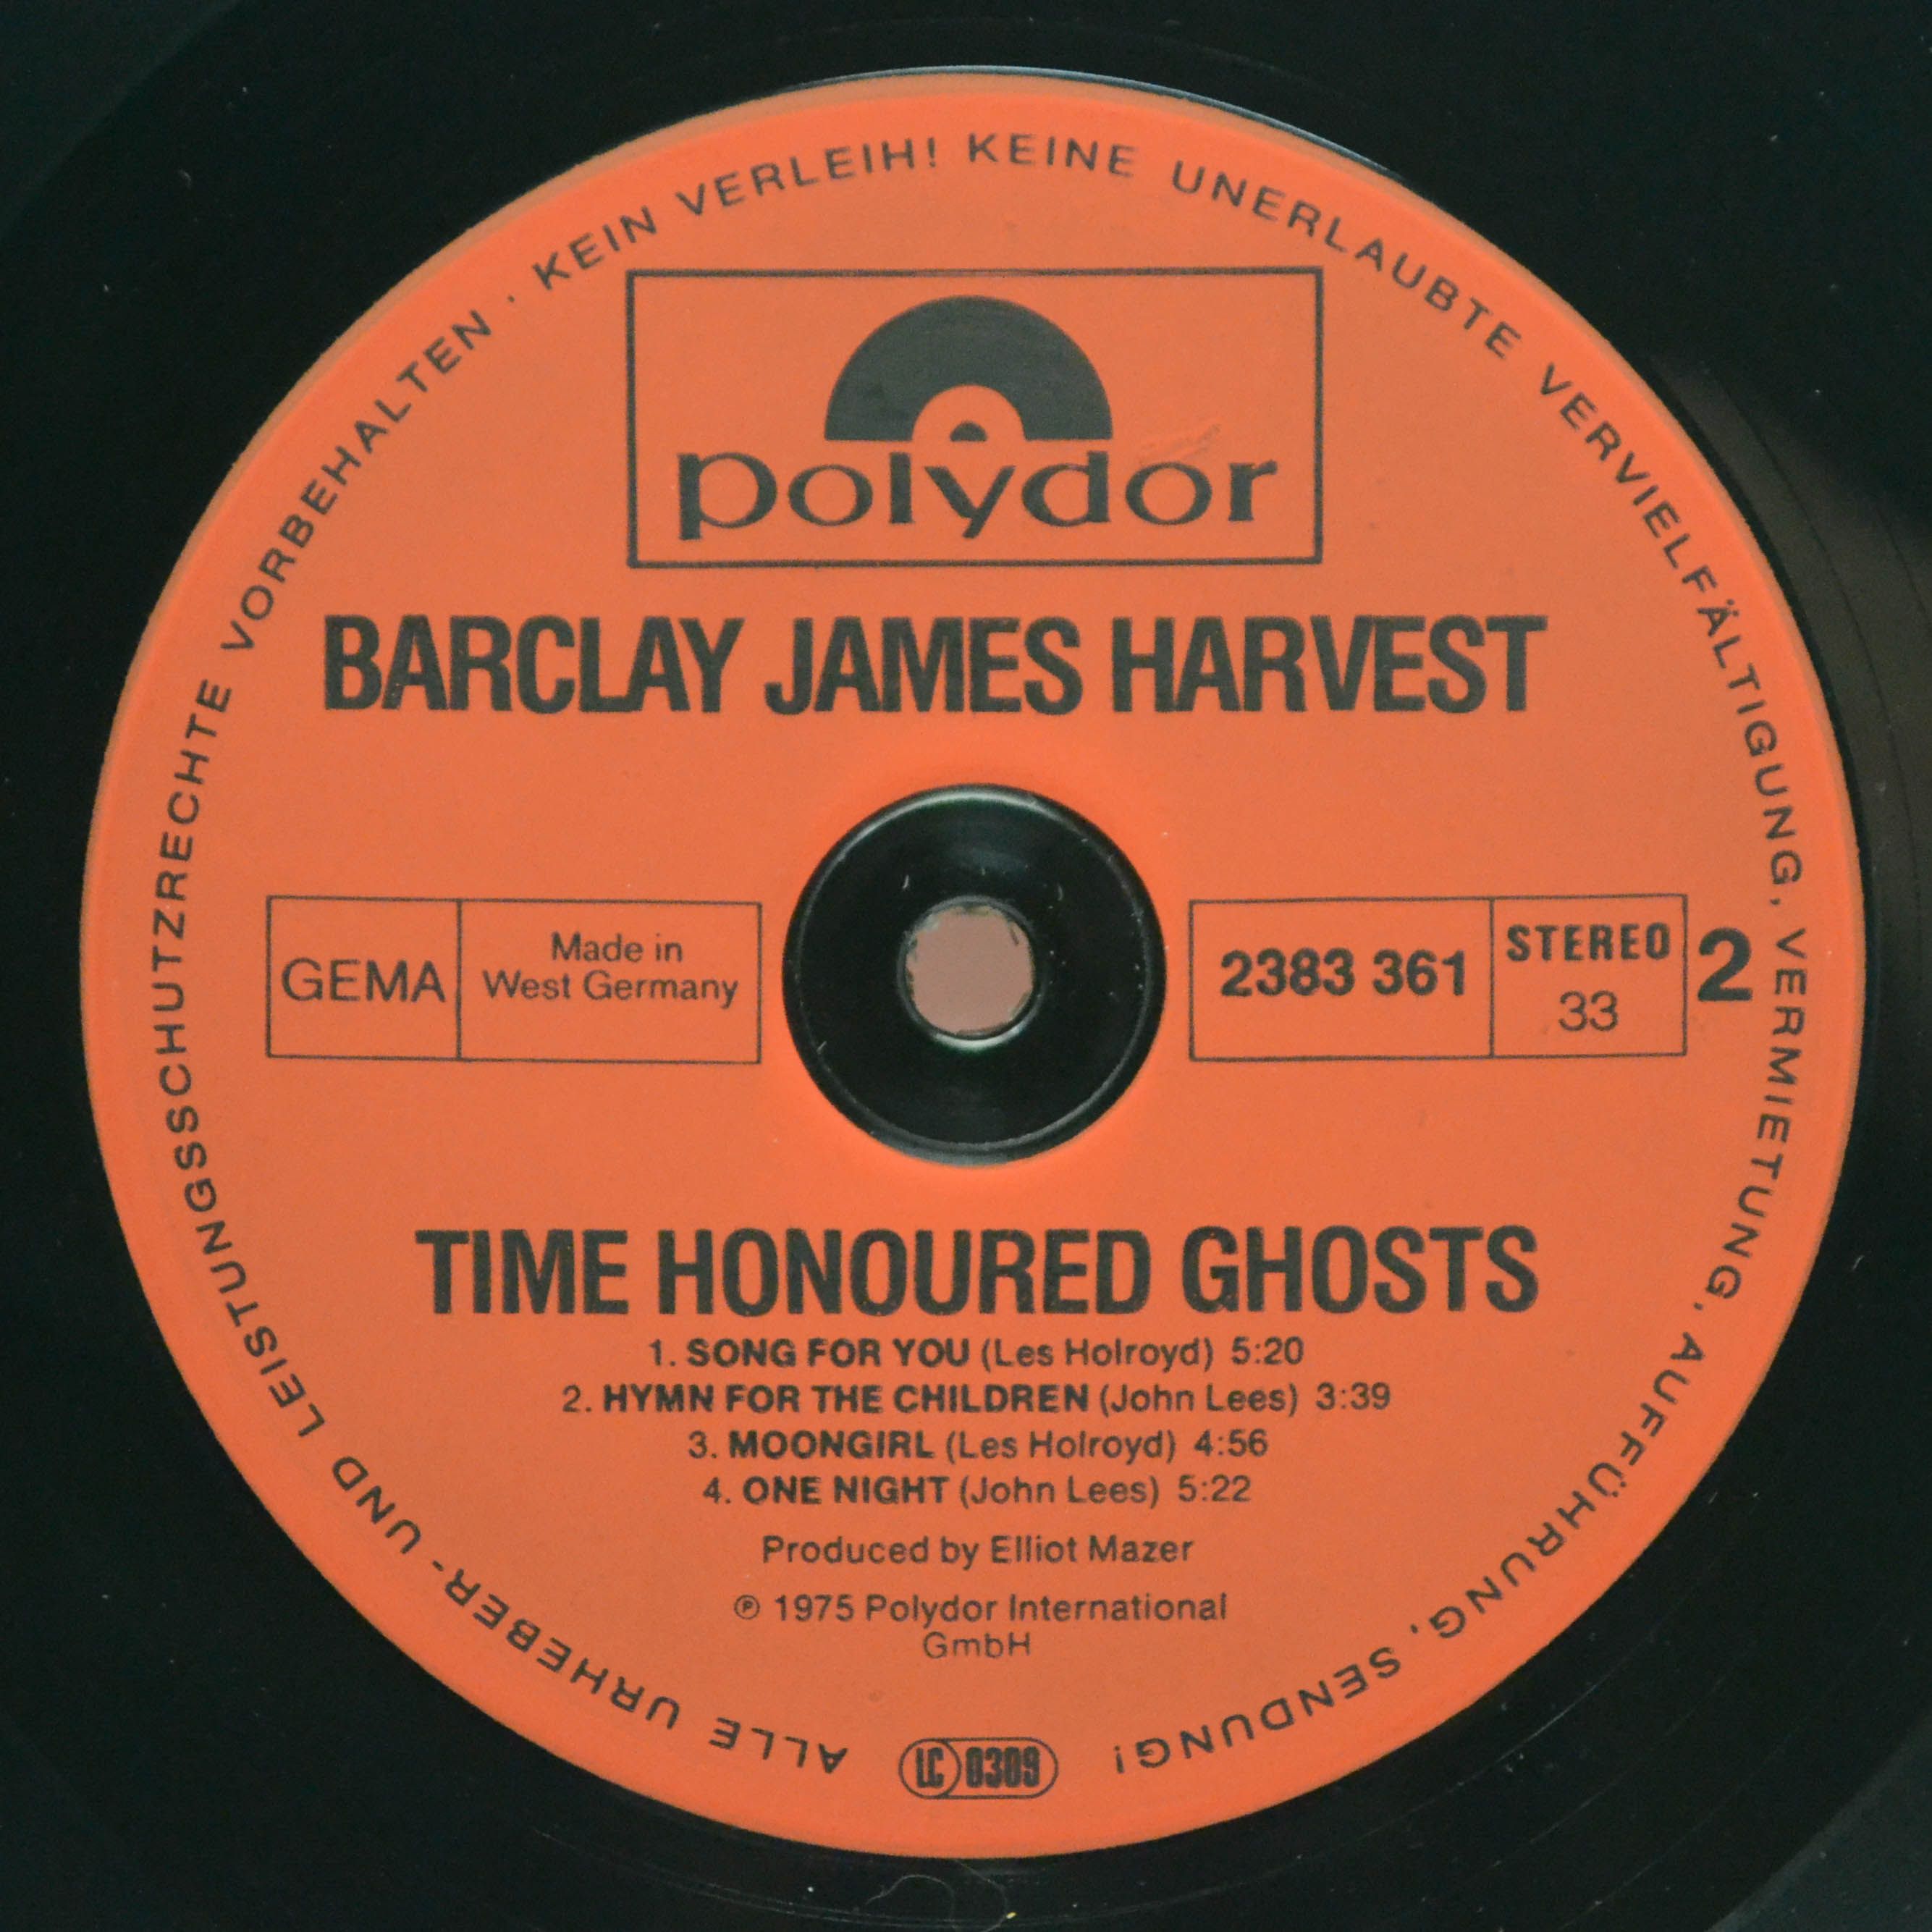 ALLE URHEBER- UND LEISTUNGSSCHUTZRECHTE VORBEHALTEN · KEIN VERLEIH! KEINE UNERLAUBTE VERVIELFÄLTIGUNG, VERMIETUNG, AUFFÜHRUNG, SENDUNG!
polydor
BARCLAY JAMES HARVEST
GEMA
Made in
West Germany
2383 361
STEREO
33
2
TIME HONOURED GHOSTS
1. SONG FOR YOU (Les Holroyd) 5:20
2. HYMN FOR THE CHILDREN (John Lees) 3:39
3. MOONGIRL (Les Holroyd) 4:56
4. ONE NIGHT (John Lees) 5:22
Produced by Elliot Mazer
℗ 1975 Polydor International
GmbH
LC 0309